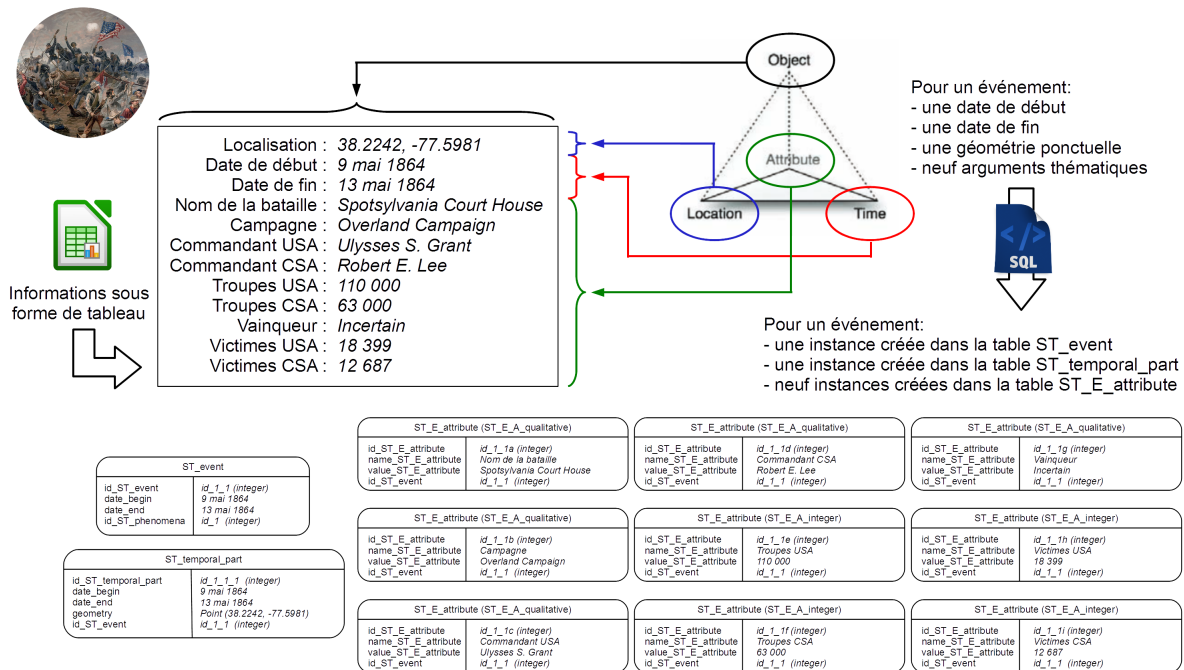 Object
Attribute
Location
Time
Pour un événement:
- une date de début
- une date de fin
- une géométrie ponctuelle
- neuf arguments thématiques
</>
SQL
Localisation : 38.2242, -77.5981
Date de début : 9 mai 1864
Date de fin : 13 mai 1864
Nom de la bataille : Spotsylvania Court House
Campagne : Overland Campaign
Commandant USA : Ulysses S. Grant
Commandant CSA : Robert E. Lee
Troupes USA : 110 000
Troupes CSA : 63 000
Vainqueur : Incertain
Victimes USA : 18 399
Victimes CSA : 12 687
Informations sous
forme de tableau
Pour un événement:
- une instance créée dans la table ST_event
- une instance créée dans la table ST_temporal_part
- neuf instances créées dans la table ST_E_attribute
ST_event
id_ST_event id_1_1 (integer)
date_begin 9 mai 1864
date_end 13 mai 1864
id_ST_phenomena id_1 (integer)
ST_temporal_part
id_ST_temporal_part id_1_1_1 (integer)
date_begin 9 mai 1864
date_end 13 mai 1864
geometry Point (38.2242, -77.5981)
id_ST_event id_1_1 (integer)
ST_E_attribute (ST_E_A_qualitative)
id_ST_E_attribute id_1_1a (integer)
name_ST_E_attribute Nom de la bataille
value_ST_E_attribute Spotsylvania Court House
id_ST_event id_1_1 (integer)
ST_E_attribute (ST_E_A_qualitative)
id_ST_E_attribute id_1_1d (integer)
name_ST_E_attribute Commandant CSA
value_ST_E_attribute Robert E. Lee
id_ST_event id_1_1 (integer)
ST_E_attribute (ST_E_A_qualitative)
id_ST_E_attribute id_1_1g (integer)
name_ST_E_attribute Vainqueur
value_ST_E_attribute Incertain
id_ST_event id_1_1 (integer)
ST_E_attribute (ST_E_A_qualitative)
id_ST_E_attribute id_1_1b (integer)
name_ST_E_attribute Campagne
value_ST_E_attribute Overland Campaign
id_ST_event id_1_1 (integer)
ST_E_attribute (ST_E_A_integer)
id_ST_E_attribute id_1_1e (integer)
name_ST_E_attribute Troupes USA
value_ST_E_attribute 110 000
id_ST_event id_1_1 (integer)
ST_E_attribute (ST_E_A_integer)
id_ST_E_attribute id_1_1h (integer)
name_ST_E_attribute Victimes USA
value_ST_E_attribute 18 399
id_ST_event id_1_1 (integer)
ST_E_attribute (ST_E_A_qualitative)
id_ST_E_attribute id_1_1c (integer)
name_ST_E_attribute Commandant USA
value_ST_E_attribute Ulysses S. Grant
id_ST_event id_1_1 (integer)
ST_E_attribute (ST_E_A_integer)
id_ST_E_attribute id_1_1f (integer)
name_ST_E_attribute Troupes CSA
value_ST_E_attribute 63 000
id_ST_event id_1_1 (integer)
ST_E_attribute (ST_E_A_integer)
id_ST_E_attribute id_1_1i (integer)
name_ST_E_attribute Victimes CSA
value_ST_E_attribute 12 687
id_ST_event id_1_1 (integer)